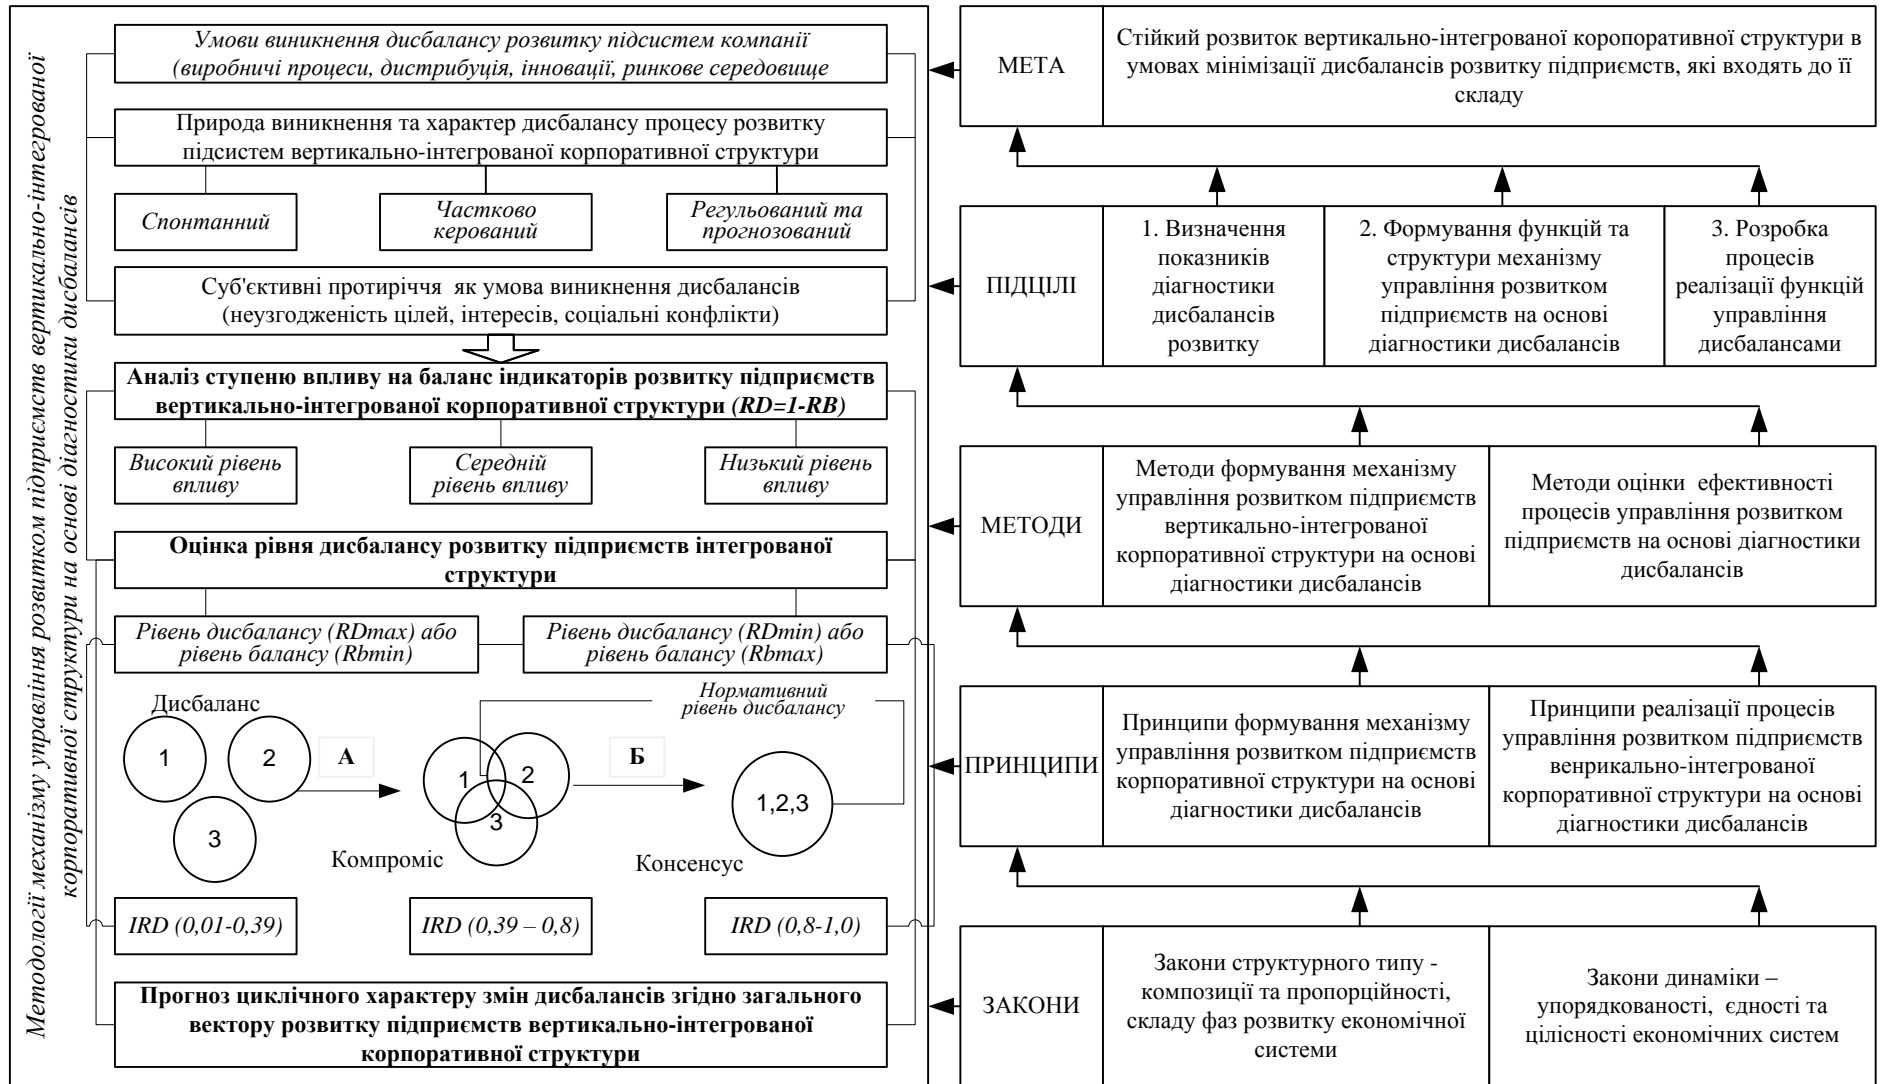 Методології механізму управління розвитком підприємств вертикально-інтегрованої
корпоративної структури на основі діагностики дисбалансів
Умови виникнення дисбалансу розвитку підсистем компанії
(виробничі процеси, дистрибуція, інновації, ринкове середовище
Природа виникнення та характер дисбалансу процесу розвитку
підсистем вертикально-інтегрованої корпоративної структури
Спонтанний
Частково
керований
Регульований та
прогнозований
Суб'єктивні протиріччя як умова виникнення дисбалансів
(неузгодженість цілей, інтересів, соціальні конфлікти)
Аналіз ступеню впливу на баланс індикаторів розвитку підприємств
вертикально-інтегрованої корпоративної структури (RD=1-RB)
Високий рівень
впливу
Середній
рівень впливу
Низький рівень
впливу
Оцінка рівня дисбалансу розвитку підприємств інтегрованої
структури
Рівень дисбалансу (RDmax) або
рівень балансу (Rbmin)
Рівень дисбалансу (RDmin) або
рівень балансу (Rbmax)
Нормативний
рівень дисбалансу
Дисбаланс
1
2
3
А
1
2
3
Б
1,2,3
Компроміс
Консенсус
IRD (0,01-0,39)
IRD (0,39 – 0,8)
IRD (0,8-1,0)
Прогноз циклічного характеру змін дисбалансів згідно загального
вектору розвитку підприємств вертикально-інтегрованої
корпоративної структури
МЕТА
Стійкий розвиток вертикально-інтегрованої коропоративної структури в
умовах мінімізації дисбалансів розвитку підприємств, які входять до її
складу
ПІДЦІЛІ
1. Визначення
показників
діагностики
дисбалансів
розвитку
2. Формування функцій та
структури механізму
управління розвитком
підприємств на основі
діагностики дисбалансів
3. Розробка
процесів
реалізації функцій
управління
дисбалансами
МЕТОДИ
Методи формування механізму
управління розвитком підприємств
вертикально-інтегрованої
корпоративної структури на основі
діагностики дисбалансів
Методи оцінки ефективності
процесів управління розвитком
підприємств на основі діагностики
дисбалансів
ПРИНЦИПИ
Принципи формування механізму
управління розвитком підприємств
корпоративної структури на основі
діагностики дисбалансів
Принципи реалізації процесів
управління розвитком підприємств
венрикально-інтегрованої
корпоративної структури на основі
діагностики дисбалансів
ЗАКОНИ
Закони структурного типу -
композиції та пропорційності,
складу фаз розвитку економічної
системи
Закони динаміки –
упорядкованості, єдності та
цілісності економічних систем